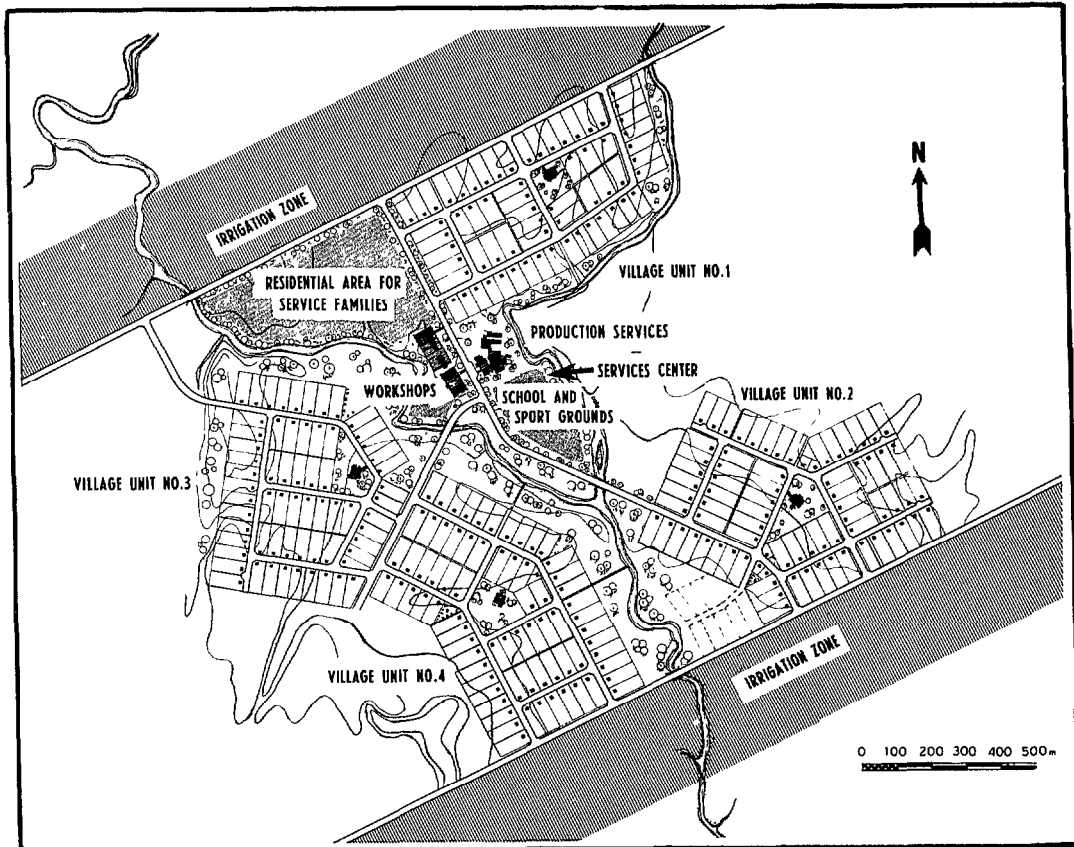 N
IRRIGATION ZONE
RESIDENTIAL AREA FOR
SERVICE FAMILIES
VILLAGE UNIT NO.1
PRODUCTION SERVICES
SERVICES CENTER
WORKSHOPS
SCHOOL AND
SPORT GROUNDS
VILLAGE UNIT NO.2
VILLAGE UNIT NO.3
VILLAGE UNIT NO.4
IRRIGATION ZONE
0 100 200 300 400 500m